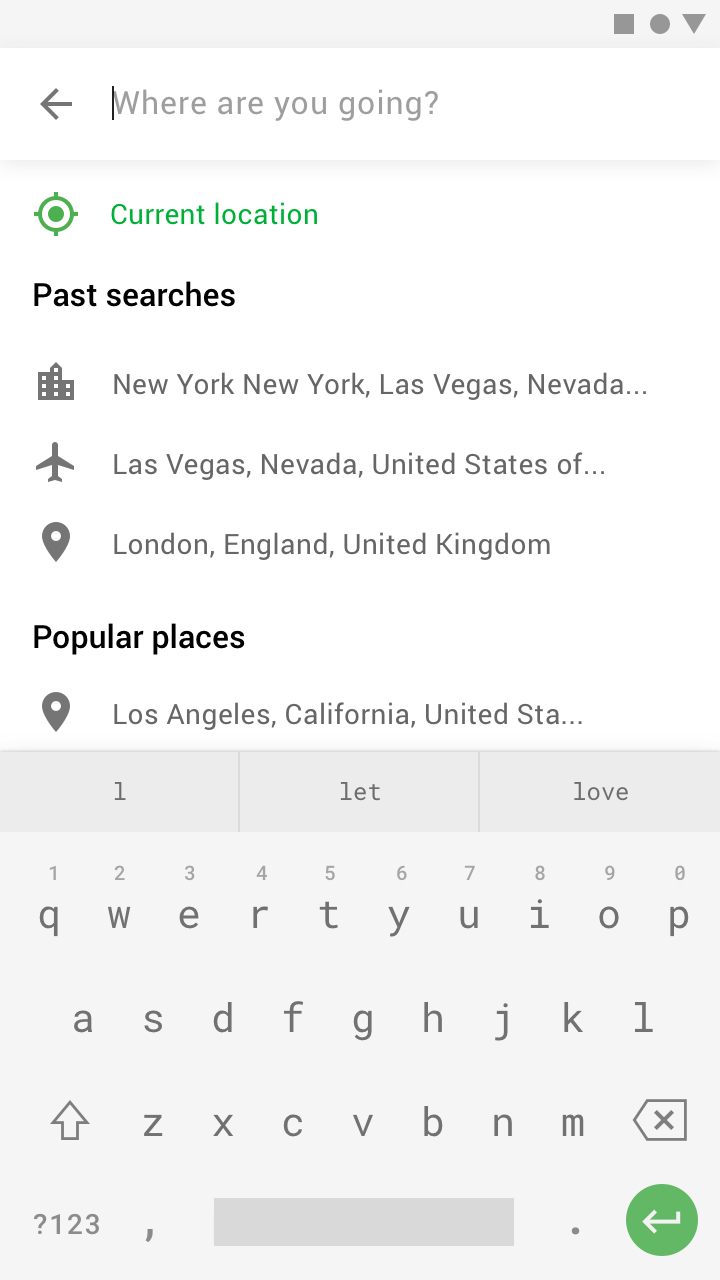 Where are you going?
Current location
Past searches
New York New York, Las Vegas, Nevada...
Las Vegas, Nevada, United States of...
London, England, United Kingdom
Popular places
Los Angeles, California, United Sta...
l let love
1 2 3 4 5 6 7 8 9 0
q w e r t y u i o p
a s d f g h j k l
z x c v b n m
?123 , .